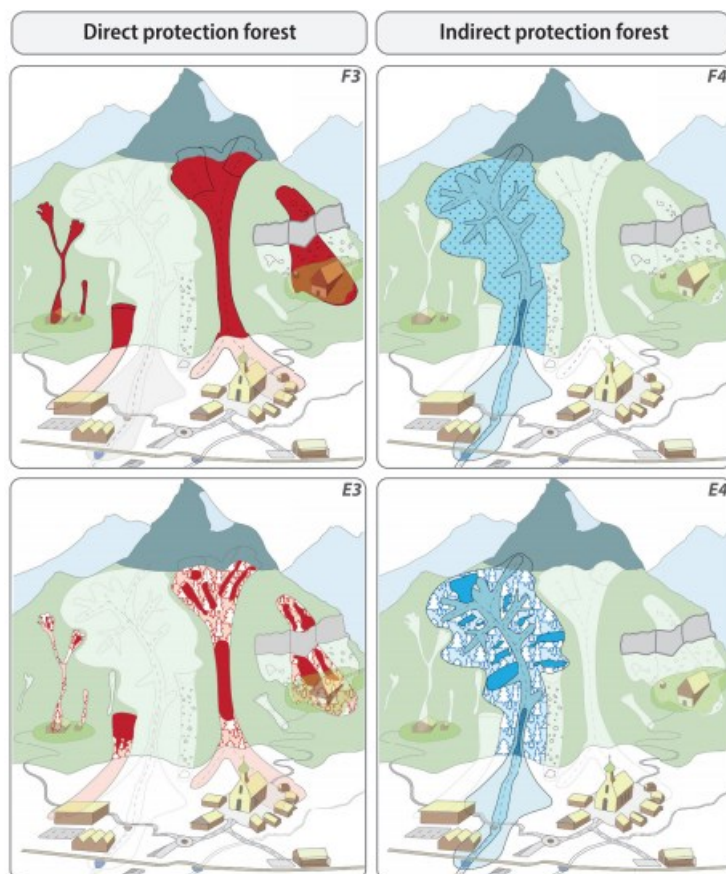 Direct protection forest
Indirect protection forest
F3
F4
E3
E4